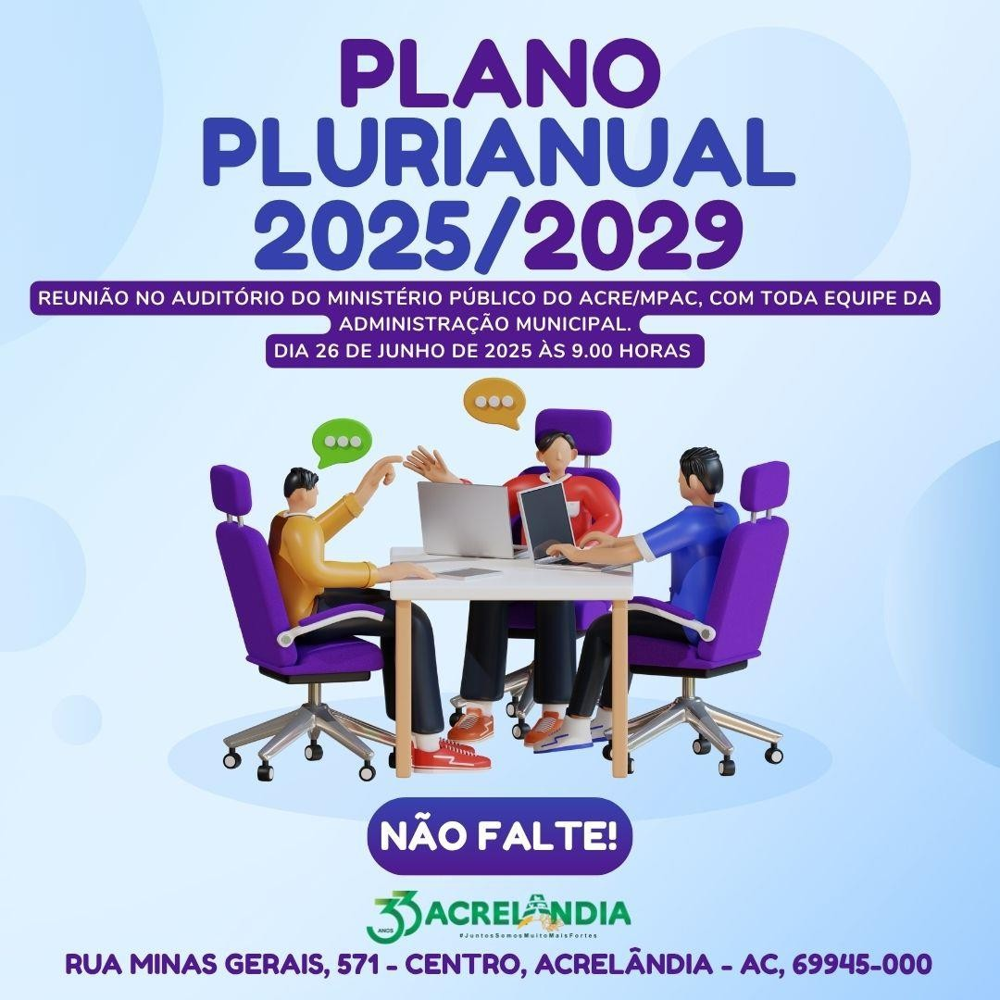 PLANO
PLURIANUAL
2025/2029
REUNIÃO NO AUDITÓRIO DO MINISTÉRIO PÚBLICO DO ACRE/MPAC, COM TODA EQUIPE DA
ADMINISTRAÇÃO MUNICIPAL.
DIA 26 DE JUNHO DE 2025 ÀS 9.00 HORAS
NÃO FALTE!
33 ANOS ACRELÂNDIA
#JuntosSomosMuitoMaisFortes
RUA MINAS GERAIS, 571 - CENTRO, ACRELÂNDIA - AC, 69945-000